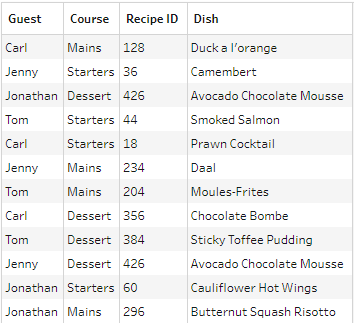 Guest Course Recipe ID Dish
Carl Mains 128 Duck a l'orange
Jenny Starters 36 Camembert
Jonathan Dessert 426 Avocado Chocolate Mousse
Tom Starters 44 Smoked Salmon
Carl Starters 18 Prawn Cocktail
Jenny Mains 234 Daal
Tom Mains 204 Moules-Frites
Carl Dessert 356 Chocolate Bombe
Tom Dessert 384 Sticky Toffee Pudding
Jenny Dessert 426 Avocado Chocolate Mousse
Jonathan Starters 60 Cauliflower Hot Wings
Jonathan Mains 296 Butternut Squash Risotto